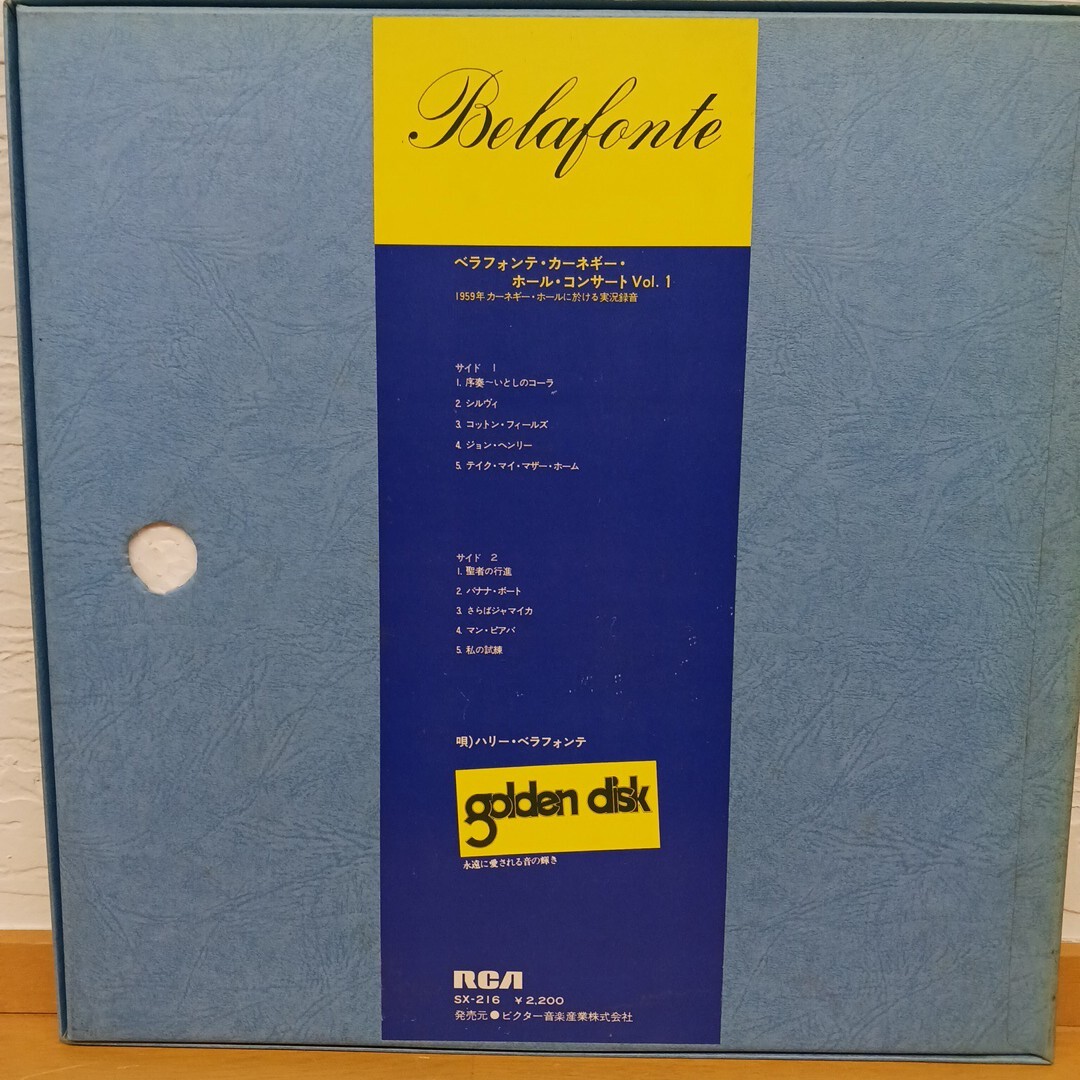 Belafonte
ベラフォンテ・カーネギー・
ホール・コンサート Vol. 1
1959年 カーネギー・ホールに於ける実況録音
サイド 1
1. 序奏〜いとしのコーラ
2. シルヴィ
3. コットン・フィールズ
4. ジョン・ヘンリー
5. テイク・マイ・マザー・ホーム
サイド 2
1. 聖者の行進
2. バナナ・ボート
3. さらばジャマイカ
4. マン・ピアバ
5. 私の試練
唄)ハリー・ベラフォンテ
golden disk
永遠に愛される音の輝き
RCA
SX-216 ¥2,200
発売元●ビクター音楽産業株式会社